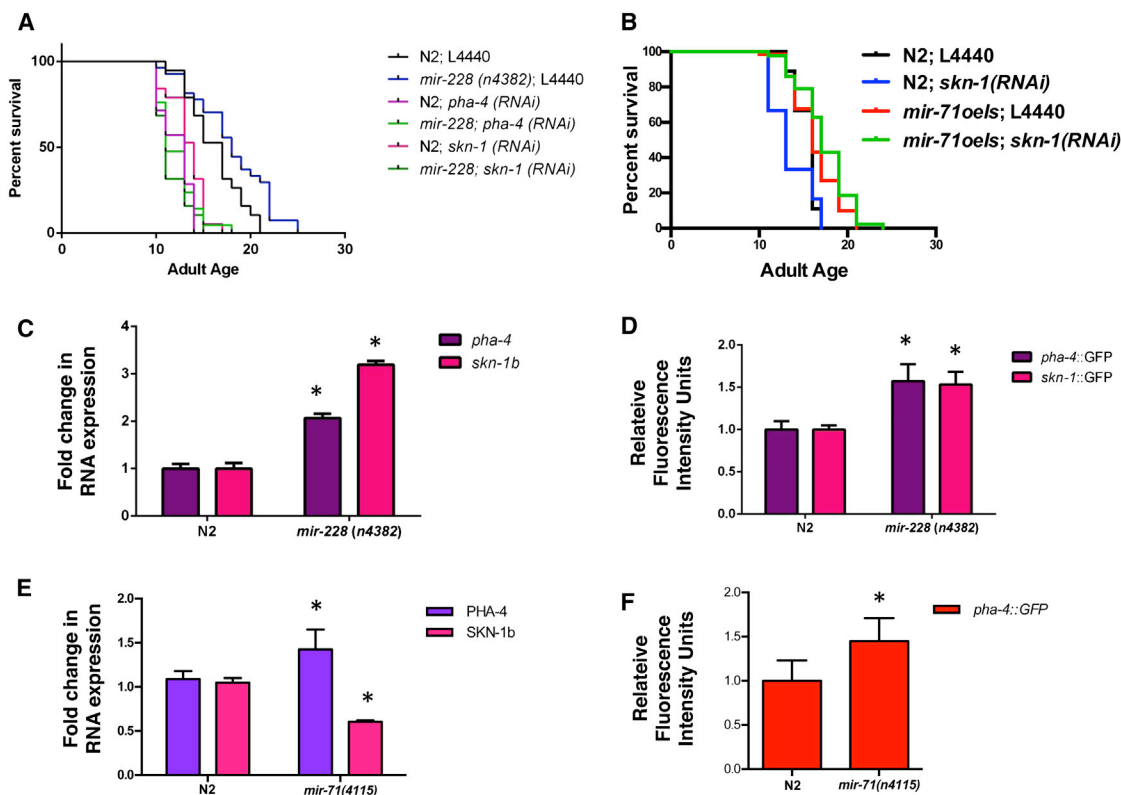 A
Percent survival
100
50
0
0
10
20
30
Adult Age
N2; L4440
mir-228 (n4382); L4440
N2; pha-4 (RNAi)
mir-228; pha-4 (RNAi)
N2; skn-1 (RNAi)
mir-228; skn-1 (RNAi)
B
Percent survival
100
80
60
40
20
0
0
10
20
30
Adult Age
N2; L4440
N2; skn-1(RNAi)
mir-71oeIs; L4440
mir-71oeIs; skn-1(RNAi)
C
Fold change in
RNA expression
4
3
2
1
0
*
*
N2
mir-228 (n4382)
pha-4
skn-1b
D
Relateive
Fluorescence
Intensity Units
2.0
1.5
1.0
0.5
0.0
*
*
N2
mir-228 (n4382)
pha-4::GFP
skn-1::GFP
E
Fold change in
RNA expression
2.0
1.5
1.0
0.5
0.0
*
*
N2
mir-71(4115)
PHA-4
SKN-1b
F
Relateive
Fluorescence
Intensity Units
2.0
1.5
1.0
0.5
0.0
*
N2
mir-71(n4115)
pha-4::GFP